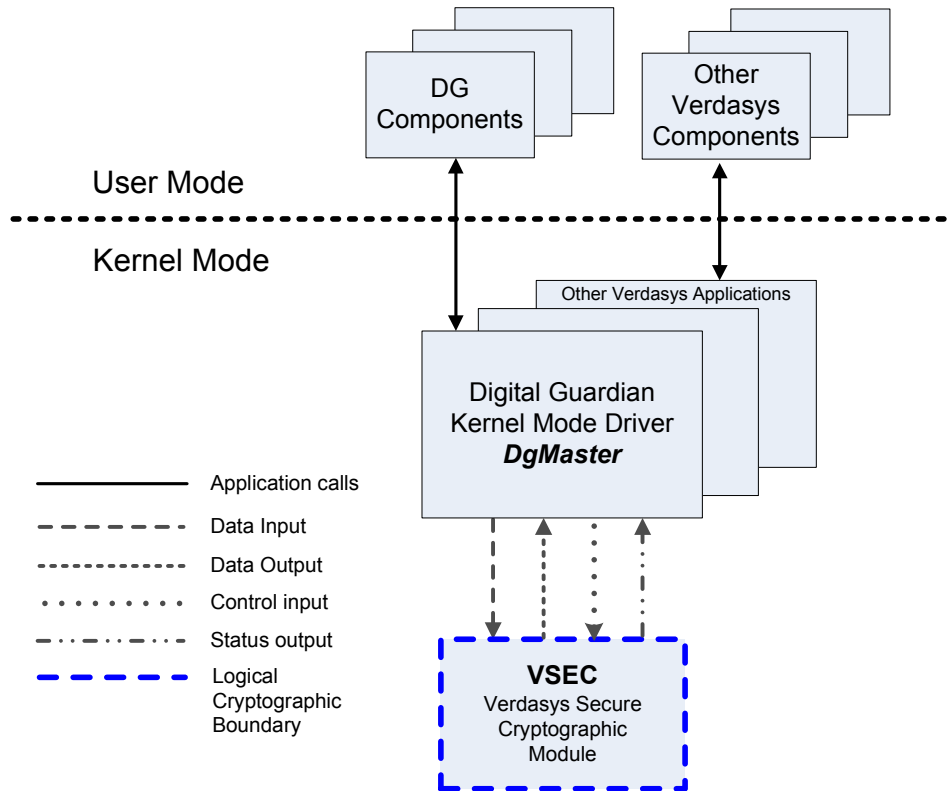 DG
Components
Other
Verdasys
Components
User Mode
Kernel Mode
Other Verdasys Applications
Digital Guardian
Kernel Mode Driver
DgMaster
Application calls
Data Input
Data Output
Control input
Status output
Logical
Cryptographic
Boundary
VSEC
Verdasys Secure
Cryptographic
Module